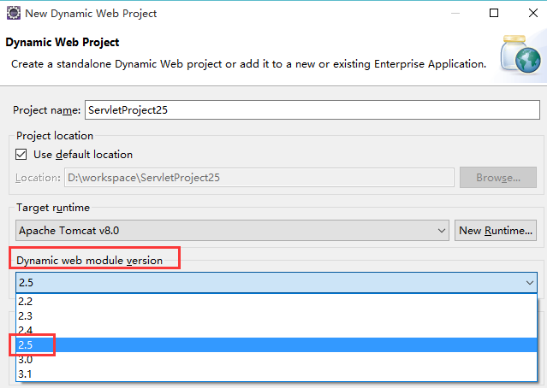 New Dynamic Web Project
Dynamic Web Project
Create a standalone Dynamic Web project or add it to a new or existing Enterprise Application.
Project name: ServletProject25
Project location
Use default location
Location: D:\workspace\ServletProject25 Browse...
Target runtime
Apache Tomcat v8.0 New Runtime...
Dynamic web module version
2.5
2.2
2.3
2.4
2.5
3.0
3.1